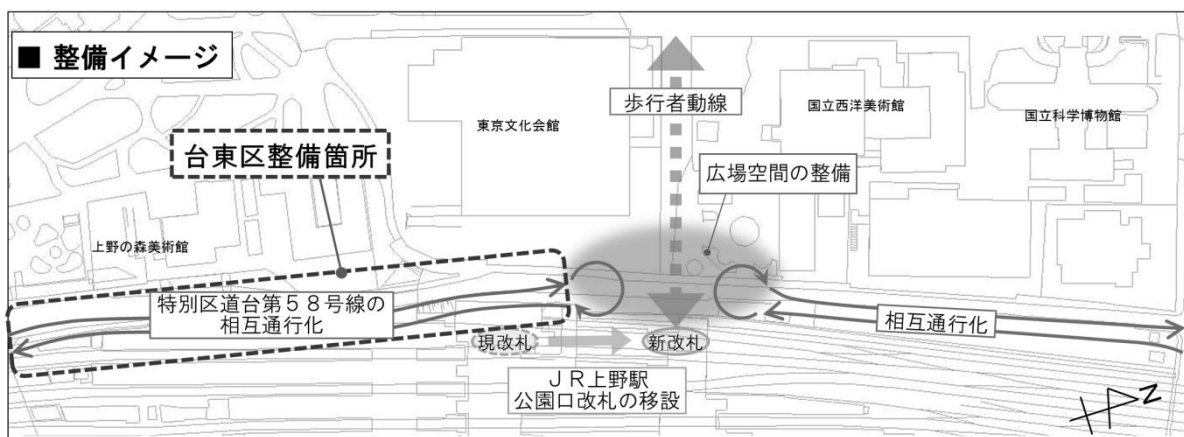 ■ 整備イメージ
歩行者動線
国立西洋美術館
国立科学博物館
東京文化会館
台東区整備箇所
広場空間の整備
上野の森美術館
特別区道台第５８号線の
相互通行化
相互通行化
現改札
新改札
ＪＲ上野駅
公園口改札の移設
N